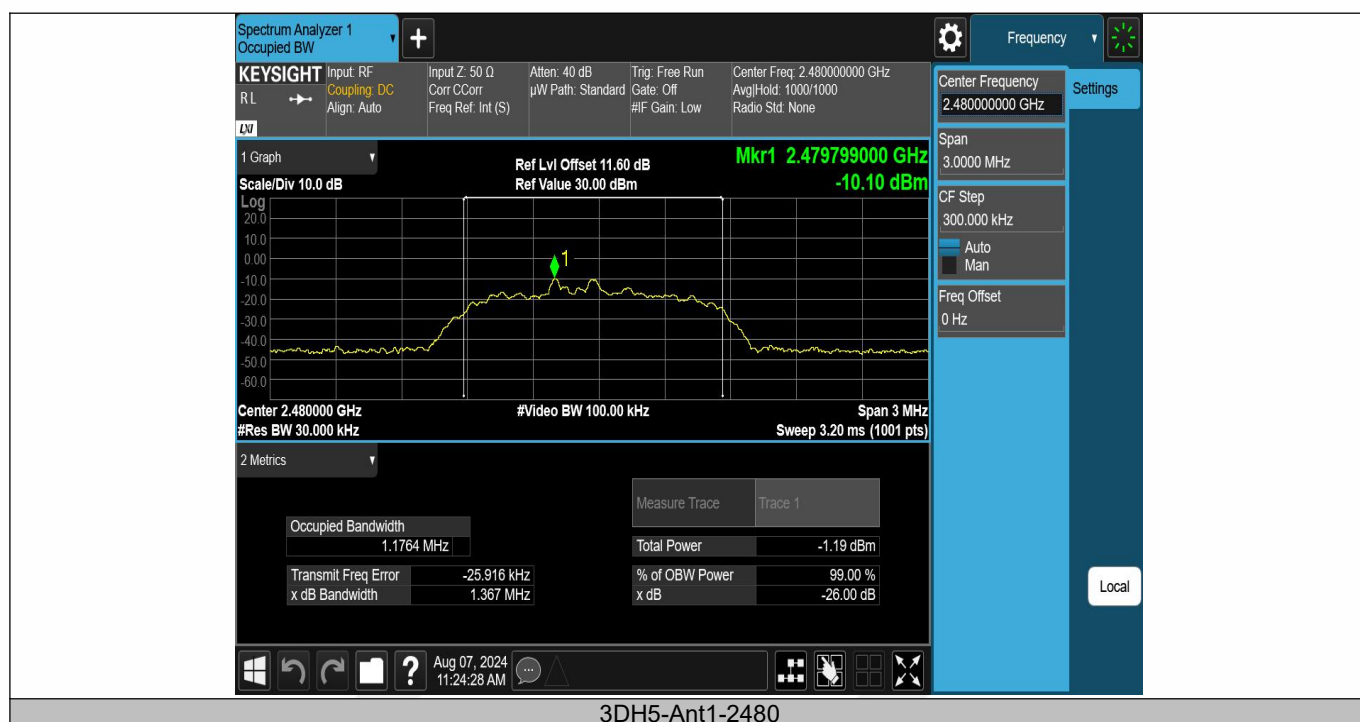 Spectrum Analyzer 1
Occupied BW
+
Frequency
KEYSIGHT
RL
LXI
Input: RF
Coupling: DC
Align: Auto
Input Z: 50 Ω
Corr CCorr
Freq Ref: Int (S)
Atten: 40 dB
µW Path: Standard
Trig: Free Run
Gate: Off
#IF Gain: Low
Center Freq: 2.480000000 GHz
Avg|Hold: 1000/1000
Radio Std: None
Center Frequency
2.480000000 GHz
Settings
Span
3.0000 MHz
CF Step
300.000 kHz
Auto
Man
Freq Offset
0 Hz
Local
1 Graph
Scale/Div 10.0 dB
Ref Lvl Offset 11.60 dB
Ref Value 30.00 dBm
Mkr1 2.479799000 GHz
-10.10 dBm
Log
20.0
10.0
0.00
-10.0
-20.0
-30.0
-40.0
-50.0
-60.0
1
Center 2.480000 GHz
#Res BW 30.000 kHz
#Video BW 100.00 kHz
Span 3 MHz
Sweep 3.20 ms (1001 pts)
2 Metrics
Measure Trace Trace 1
Occupied Bandwidth
1.1764 MHz
Total Power -1.19 dBm
Transmit Freq Error -25.916 kHz
% of OBW Power 99.00 %
x dB Bandwidth 1.367 MHz
x dB -26.00 dB
?
Aug 07, 2024
11:24:28 AM
3DH5-Ant1-2480